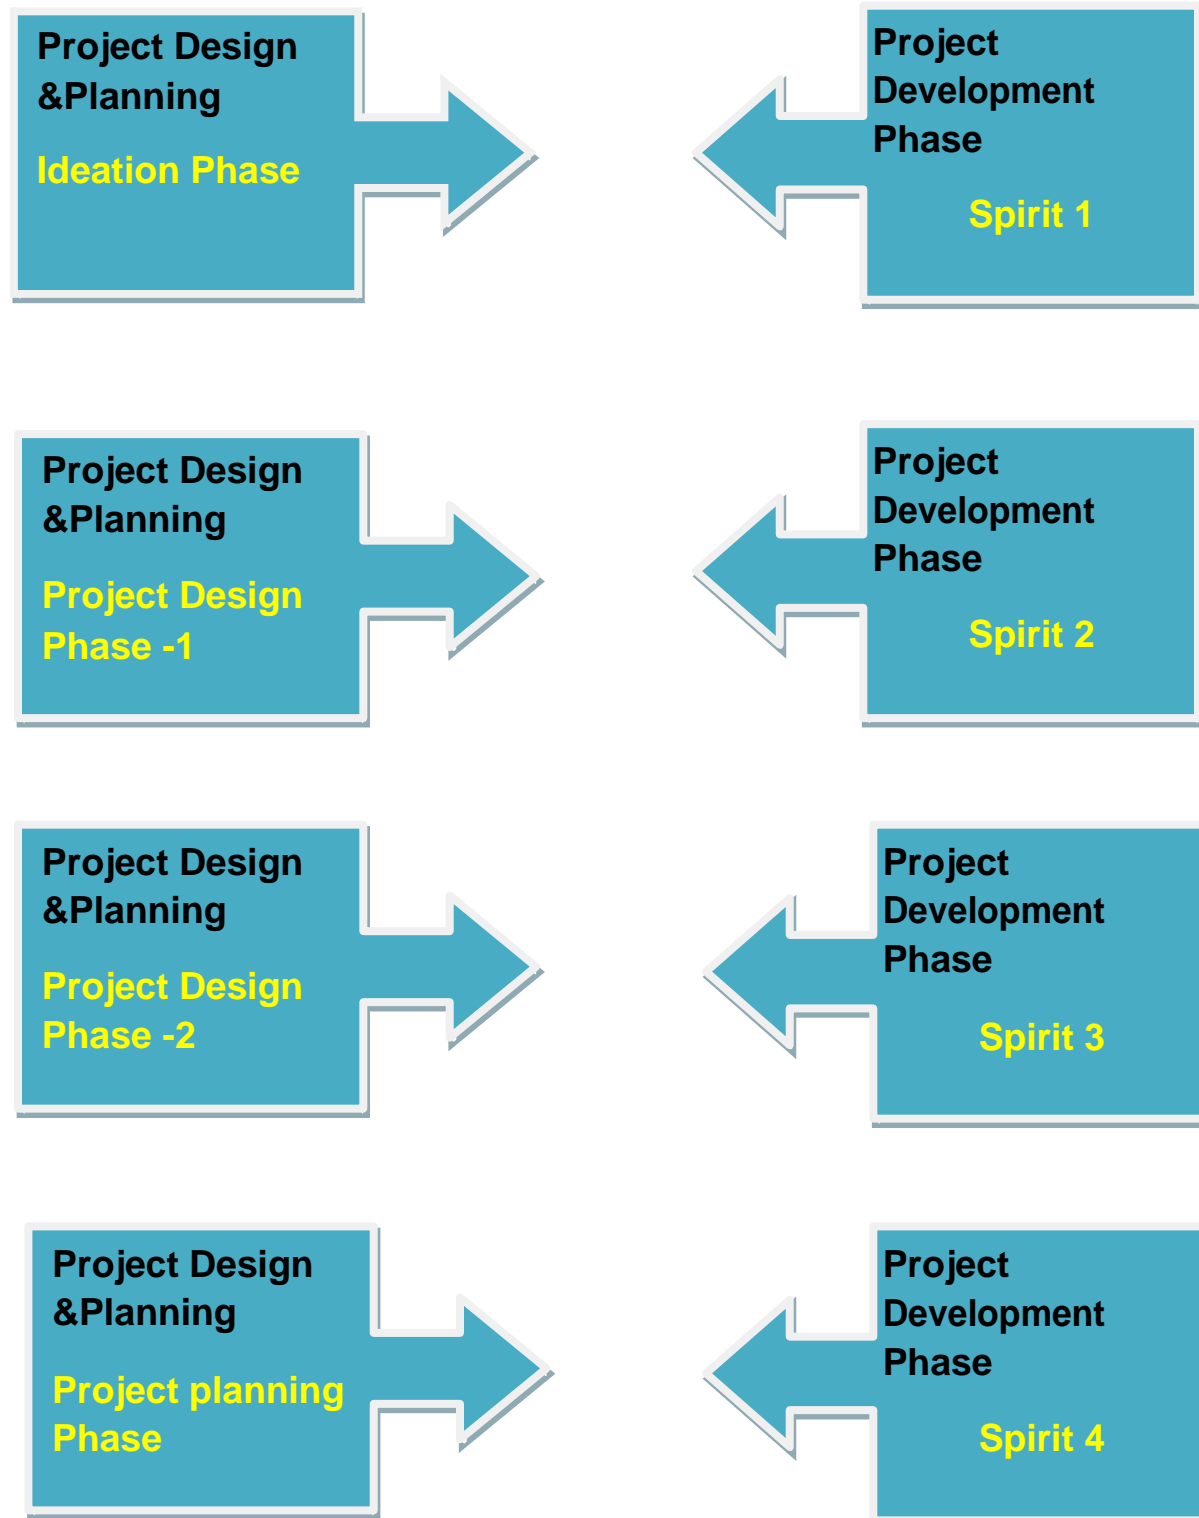 Project Design
&Planning
Ideation Phase
Project
Development
Phase
Spirit 1
Project Design
&Planning
Project Design
Phase -1
Project
Development
Phase
Spirit 2
Project Design
&Planning
Project Design
Phase -2
Project
Development
Phase
Spirit 3
Project Design
&Planning
Project planning
Phase
Project
Development
Phase
Spirit 4